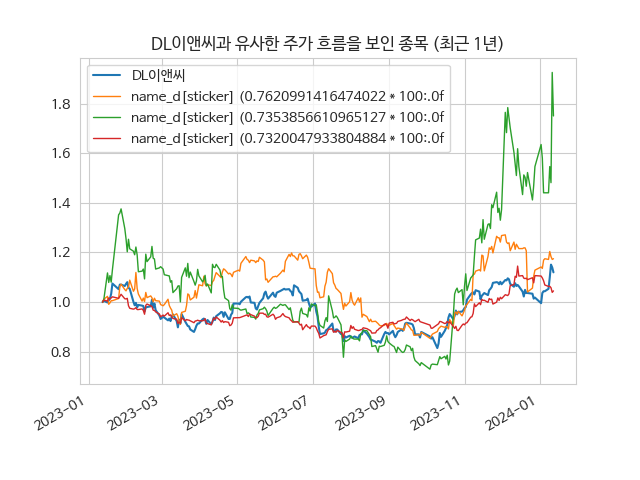 DL이앤씨과 유사한 주가 흐름을 보인 종목 (최근 1년)
DL이앤씨
name_d[sticker] (0.7620991416474022 * 100:.0f
name_d[sticker] (0.7353856610965127 * 100:.0f
name_d[sticker] (0.7320047933804884 * 100:.0f
1.8
1.6
1.4
1.2
1.0
0.8
2023-01
2023-03
2023-05
2023-07
2023-09
2023-11
2024-01